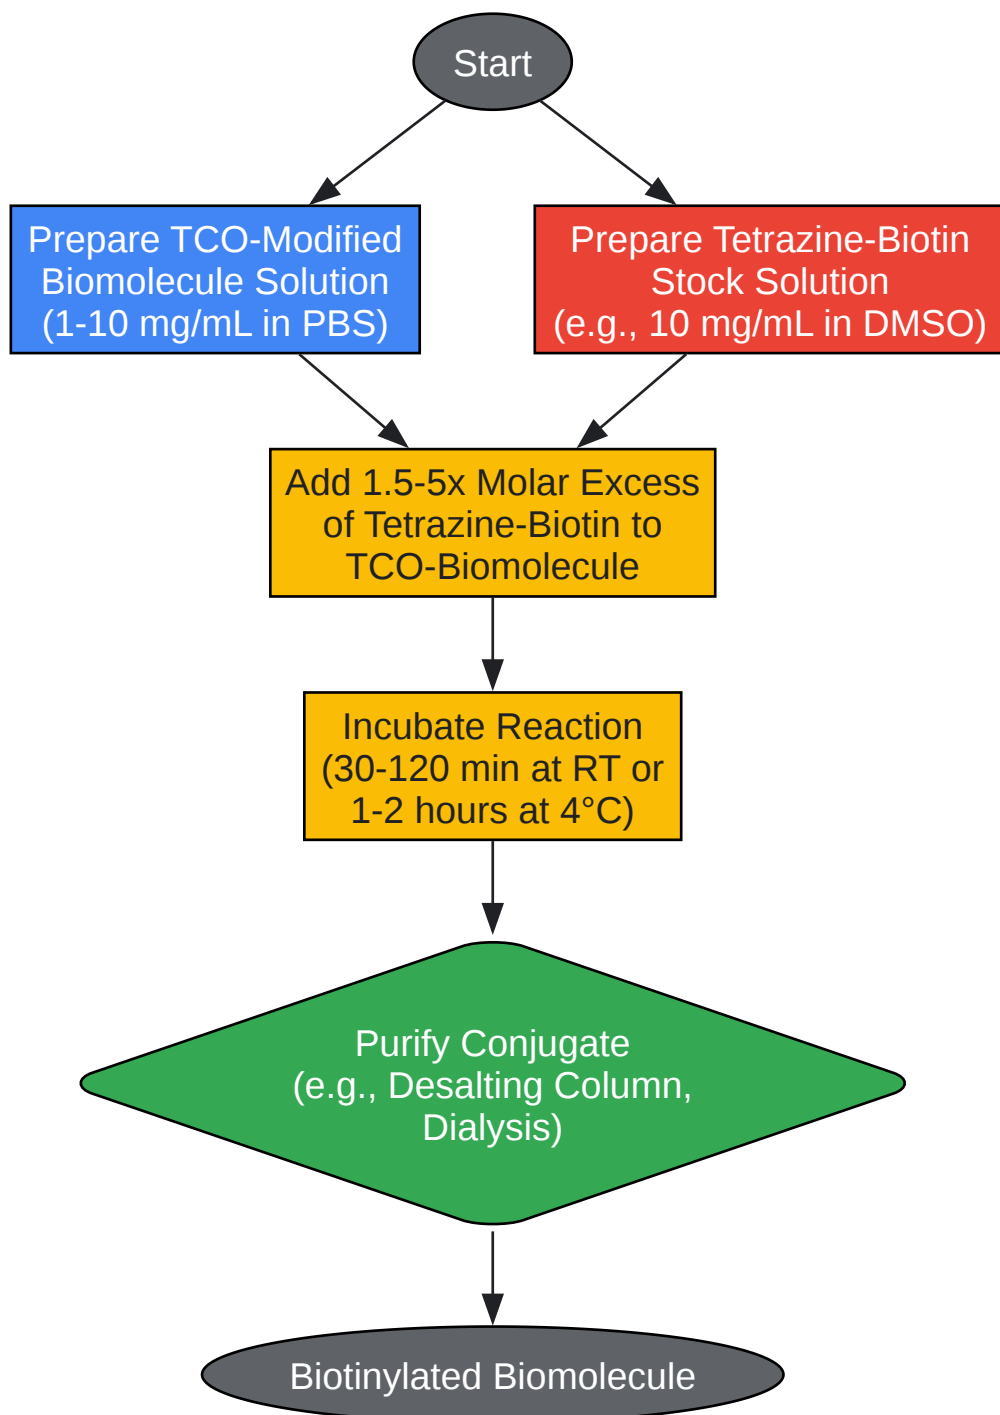 Start
Prepare TCO-Modified
Biomolecule Solution
(1-10 mg/mL in PBS)
Prepare Tetrazine-Biotin
Stock Solution
(e.g., 10 mg/mL in DMSO)
Add 1.5-5x Molar Excess
of Tetrazine-Biotin to
TCO-Biomolecule
Incubate Reaction
(30-120 min at RT or
1-2 hours at 4°C)
Purify Conjugate
(e.g., Desalting Column,
Dialysis)
Biotinylated Biomolecule